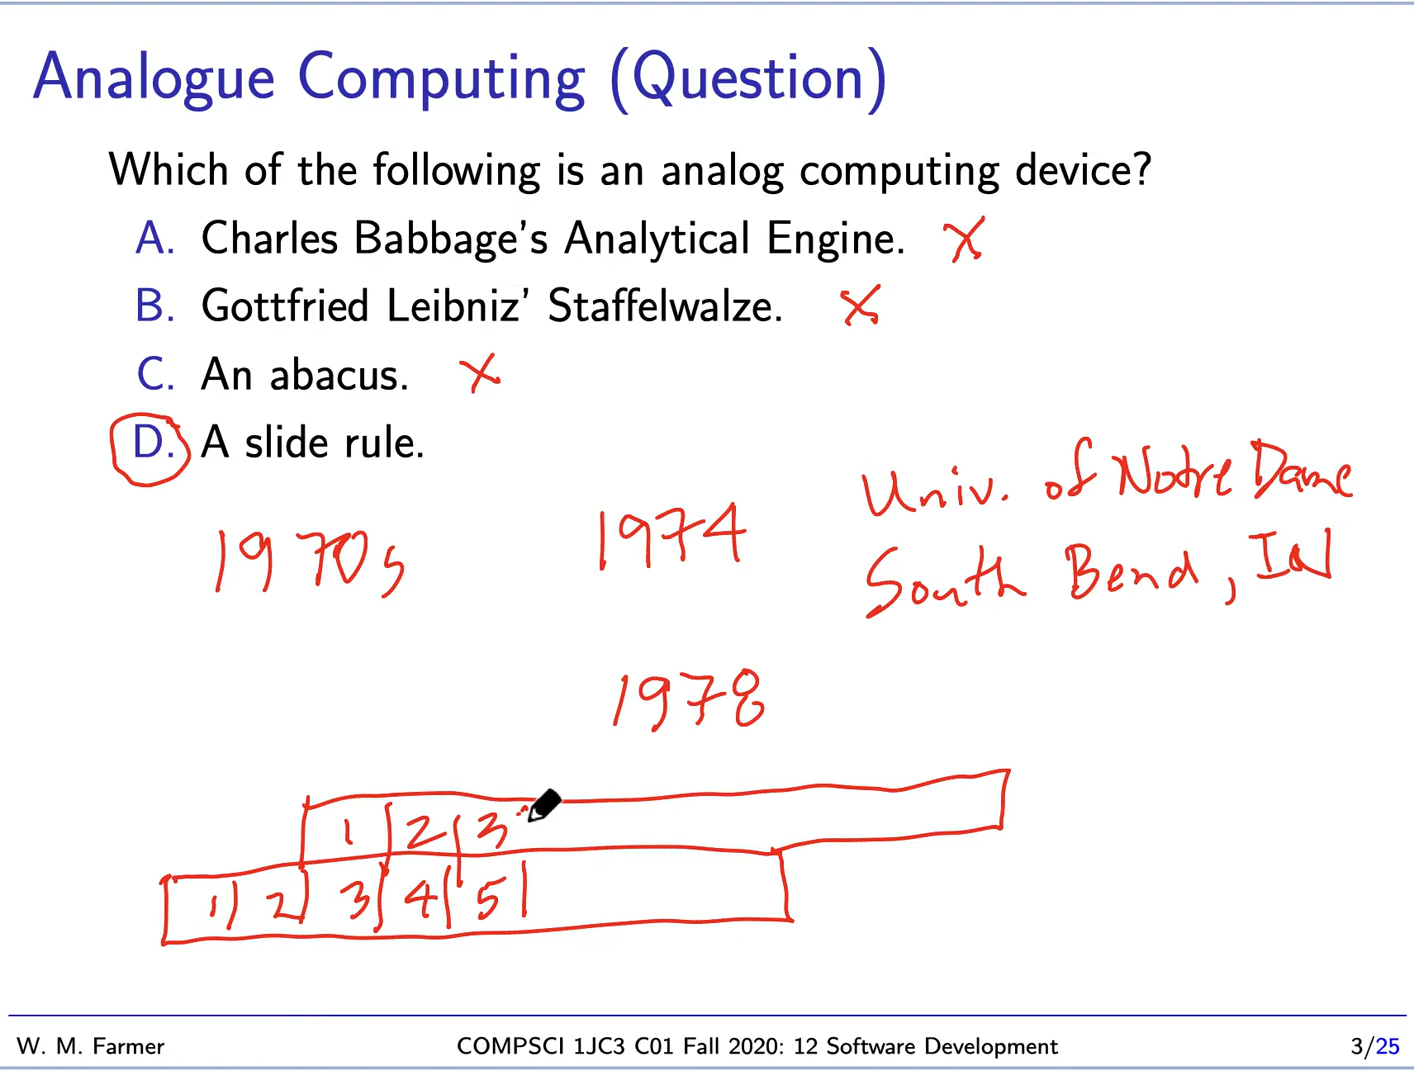 Analogue Computing (Question)
Which of the following is an analog computing device?
A. Charles Babbage's Analytical Engine. X
B. Gottfried Leibniz' Staffelwalze. X
C. An abacus. X
D. A slide rule.
Univ. of Notre Dame
1970s 1974 South Bend, IN
1978
1 2 3
1 2 3 4 5
W. M. Farmer COMPSCI 1JC3 C01 Fall 2020: 12 Software Development 3/25